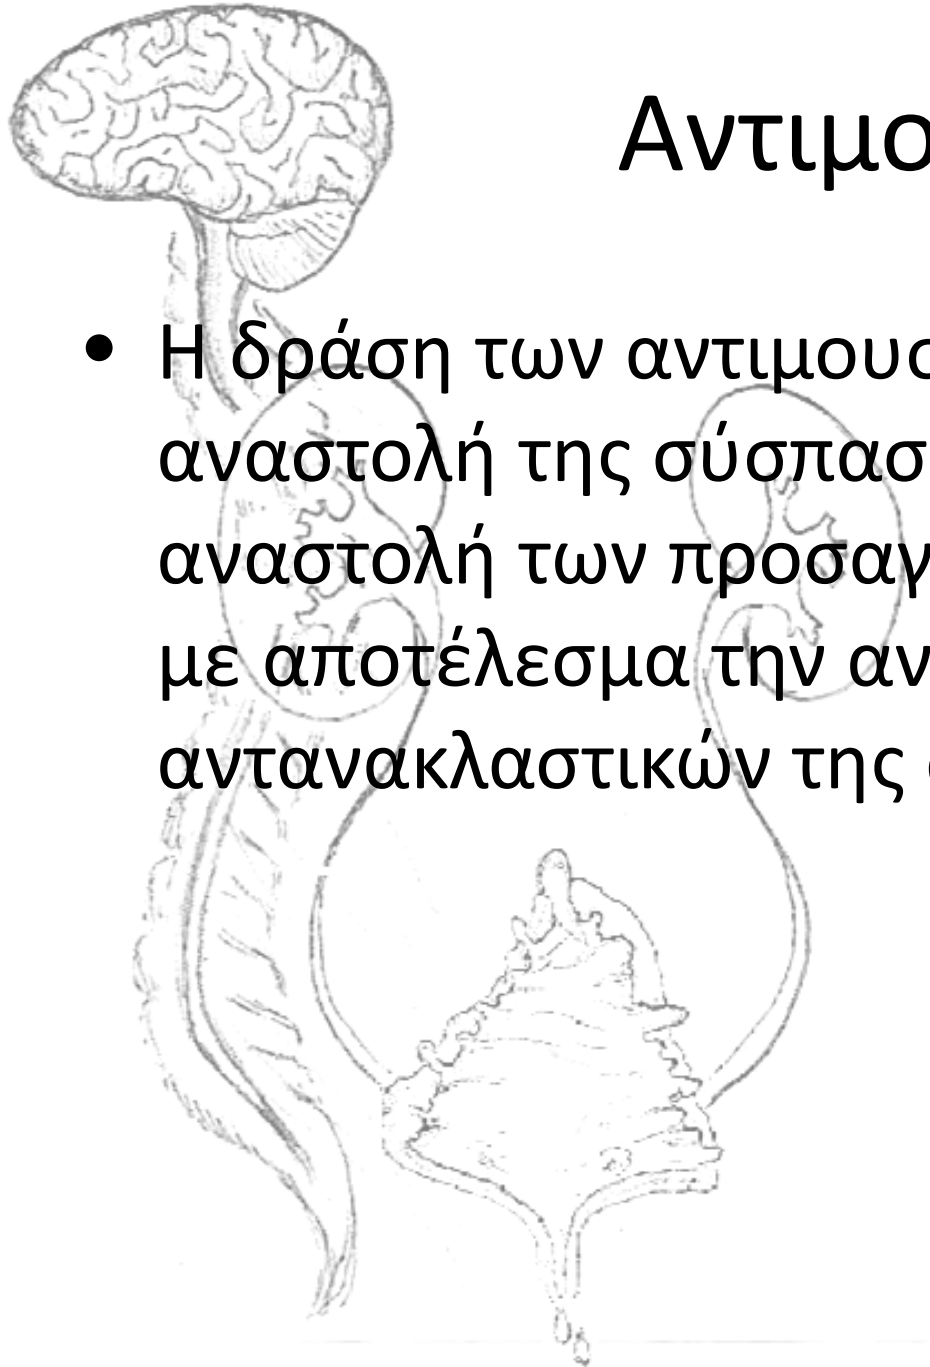 Αντιμο
• Η δράση των αντιμουσ
αναστολή της σύσπασ
αναστολή των προσαγ
με αποτέλεσμα την αν
αντανακλαστικών της